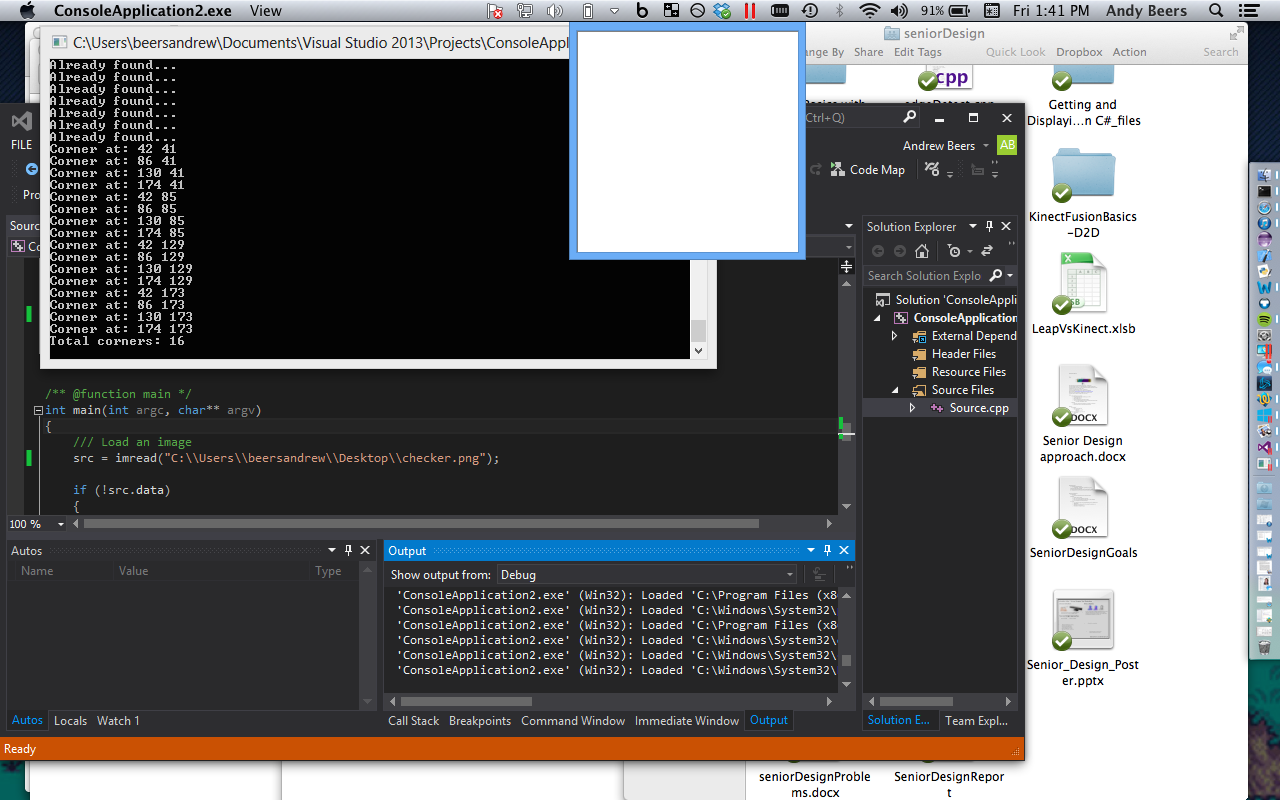 ConsoleApplication2.exe View
91% Fri 1:41 PM Andy Beers
C:\Users\beersandrew\Documents\Visual Studio 2013\Projects\ConsoleAppl
Already found...
Already found...
Already found...
Already found...
Already found...
Already found...
Already found...
Corner at: 42 41
Corner at: 86 41
Corner at: 130 41
Corner at: 174 41
Corner at: 42 85
Corner at: 86 85
Corner at: 130 85
Corner at: 174 85
Corner at: 42 129
Corner at: 86 129
Corner at: 130 129
Corner at: 174 129
Corner at: 42 173
Corner at: 86 173
Corner at: 130 173
Corner at: 174 173
Total corners: 16
seniorDesign
nge By Share Edit Tags Quick Look Dropbox Action Search
cpp
Getting and
Displayi...n C#_files
KinectFusionBasics
-D2D
LeapVsKinect.xlsb
DOCX
Senior Design
approach.docx
DOCX
SeniorDesignGoals
Senior_Design_Post
er.pptx
seniorDesignProble
ms.docx
SeniorDesignRepor
t
FILE
Ctrl+Q)
Andrew Beers AB
Code Map
Pro
Sourc
Co
/** @function main */
int main(int argc, char** argv)
{
/// Load an image
src = imread("C:\\Users\\beersandrew\\Desktop\\checker.png");
if (!src.data)
{
100 %
Solution Explorer
Search Solution Explo
Solution 'ConsoleAppli
ConsoleApplication
External Depend
Header Files
Resource Files
Source Files
Source.cpp
Solution E... Team Expl...
Autos
Name Value Type
Autos Locals Watch 1
Output
Show output from: Debug
'ConsoleApplication2.exe' (Win32): Loaded 'C:\Program Files (x8
'ConsoleApplication2.exe' (Win32): Loaded 'C:\Windows\System32\
'ConsoleApplication2.exe' (Win32): Loaded 'C:\Program Files (x8
'ConsoleApplication2.exe' (Win32): Loaded 'C:\Windows\System32\
'ConsoleApplication2.exe' (Win32): Loaded 'C:\Windows\System32\
'ConsoleApplication2.exe' (Win32): Loaded 'C:\Windows\System32\
Call Stack Breakpoints Command Window Immediate Window Output
Ready